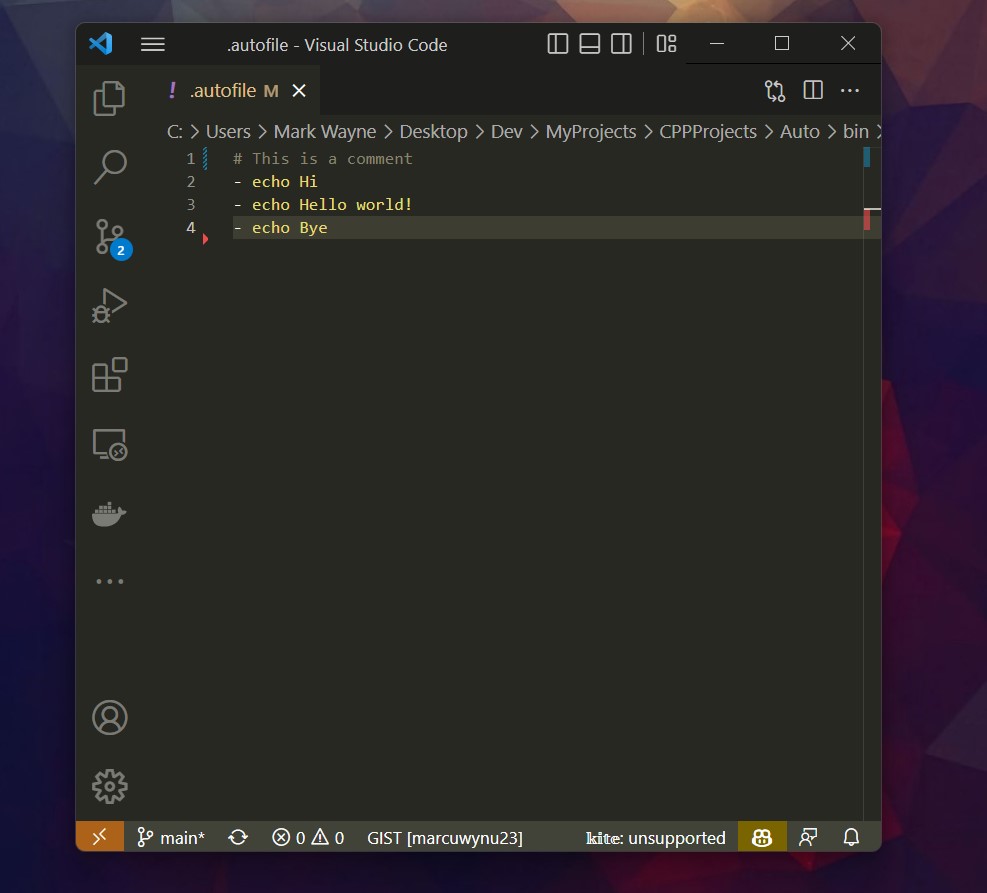 .autofile - Visual Studio Code
! .autofile M
C: > Users > Mark Wayne > Desktop > Dev > MyProjects > CPPProjects > Auto > bin >
1 # This is a comment
2 - echo Hi
3 - echo Hello world!
4 - echo Bye
2
main* 0 0 GIST [marcuwynu23] kite: unsupported